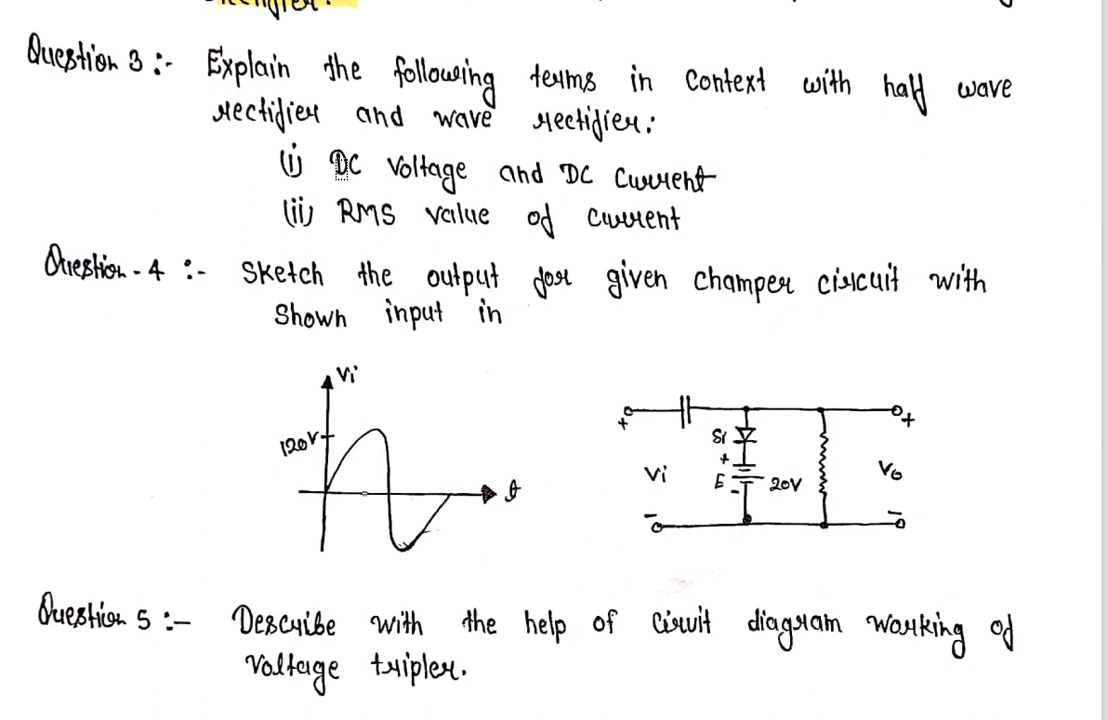 Question 3 :- Explain the following terms in Context with half wave
rectifier and wave rectifier:
(i) DC Voltage and DC Current
(ii) RMS value of current
Question - 4 :- Sketch the output for given champer circuit with
Shown input in
Vi
120V
t
+
Si
+
E
-
20V
Vi
-
+
Vo
-
Question 5 :- Describe with the help of Ciruit diagram working of
Voltage tripler.